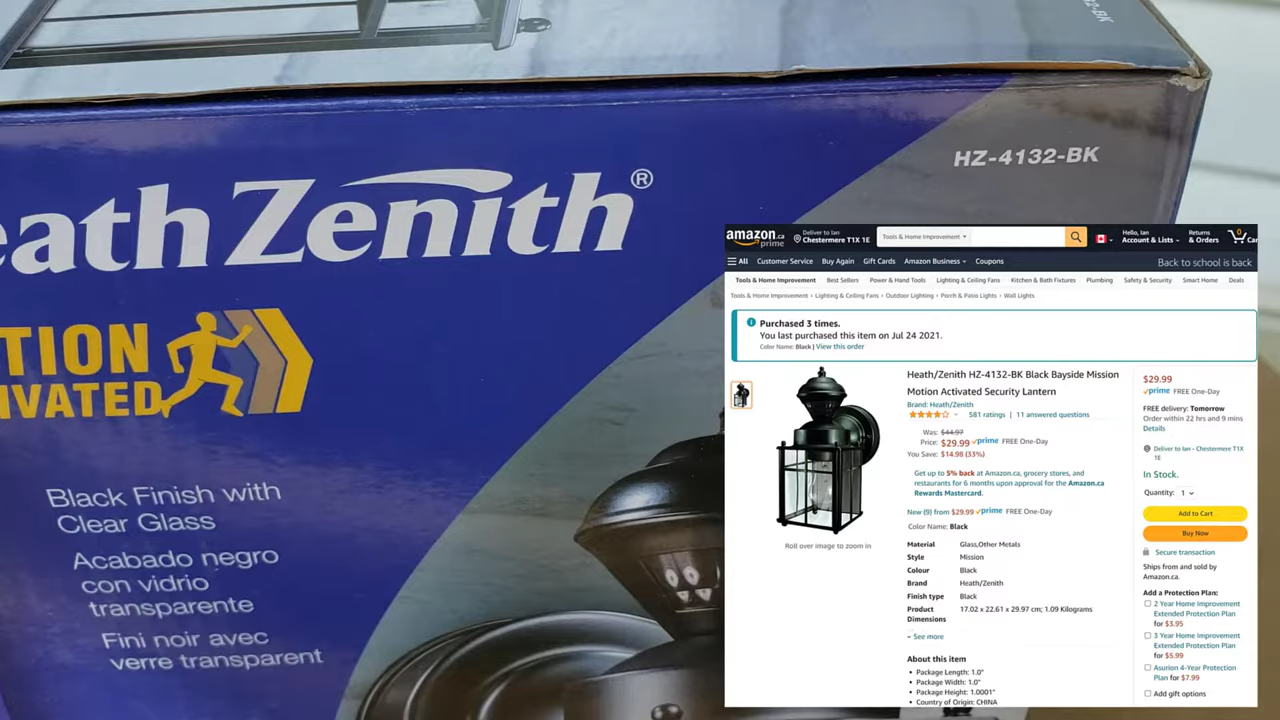 HZ-4132-BK
Zenith®
Black Finish with
Clear Glass
Acabado negro
con vidrio
transparente
Fini noir avec
verre transparent
amazon.ca
prime
Deliver to Ian
Chestermere T1X 1E
Tools & Home Improvement
Hello, Ian
Account & Lists
Returns
& Orders
0
All Customer Service Buy Again Gift Cards Amazon Business Coupons
Back to school is back
Tools & Home Improvement Best Sellers Power & Hand Tools Lighting & Ceiling Fans Kitchen & Bath Fixtures Plumbing Safety & Security Smart Home Deals
Tools & Home Improvement › Lighting & Ceiling Fans › Outdoor Lighting › Porch & Patio Lights › Wall Lights
Purchased 3 times.
You last purchased this item on Jul 24 2021.
Color Name: Black | View this order
Roll over image to zoom in
Heath/Zenith HZ-4132-BK Black Bayside Mission
Motion Activated Security Lantern
Brand: Heath/Zenith
581 ratings | 11 answered questions
Was: $44.97
Price: $29.99 prime FREE One-Day
You Save: $14.98 (33%)
Get up to 5% back at Amazon.ca, grocery stores, and
restaurants for 6 months upon approval for the Amazon.ca
Rewards Mastercard.
New (9) from $29.99 prime FREE One-Day
Color Name: Black
Material Glass,Other Metals
Style Mission
Colour Black
Brand Heath/Zenith
Finish type Black
Product 17.02 x 22.61 x 29.97 cm; 1.09 Kilograms
Dimensions
See more
About this item
• Package Length: 1.0"
• Package Width: 1.0"
• Package Height: 1.0001"
• Country of Origin: CHINA
$29.99
prime FREE One-Day
FREE delivery: Tomorrow
Order within 22 hrs and 9 mins
Details
Deliver to Ian - Chestermere T1X
1E
In Stock.
Quantity: 1
Add to Cart
Buy Now
Secure transaction
Ships from and sold by
Amazon.ca.
Add a Protection Plan:
2 Year Home Improvement
Extended Protection Plan
for $3.95
3 Year Home Improvement
Extended Protection Plan
for $5.99
Asurion 4-Year Protection
Plan for $7.99
Add gift options